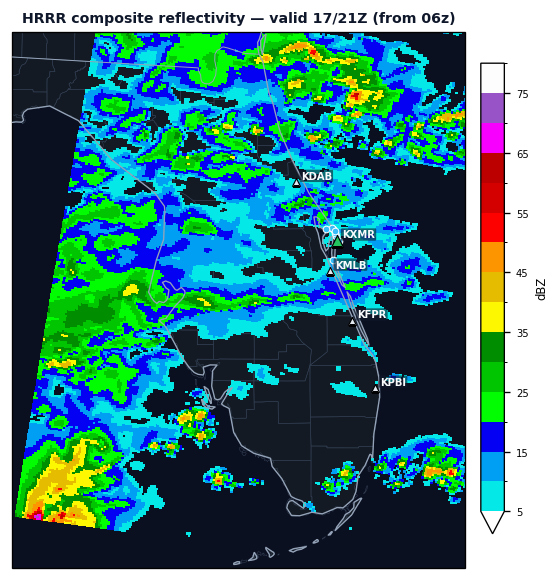 HRRR composite reflectivity — valid 17/21Z (from 06z)
KDAB
KXMR
KMLB
KFPR
KPBI
75
65
55
45
35
25
15
5
dBZ